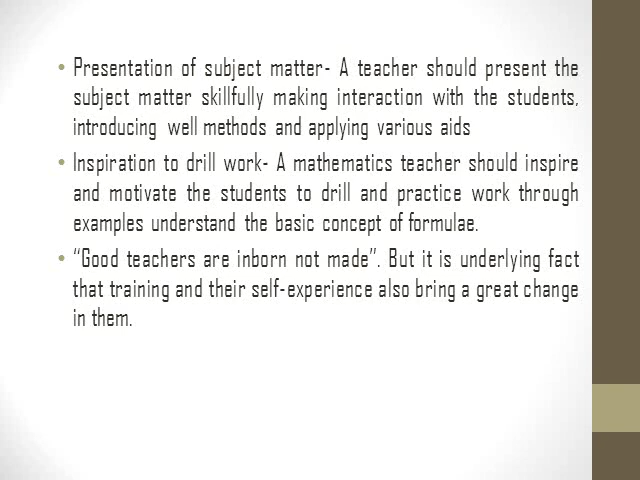 • Presentation of subject matter- A teacher should present the
subject matter skillfully making interaction with the students,
introducing well methods and applying various aids
• Inspiration to drill work- A mathematics teacher should inspire
and motivate the students to drill and practice work through
examples understand the basic concept of formulae.
• “Good teachers are inborn not made”. But it is underlying fact
that training and their self-experience also bring a great change
in them.